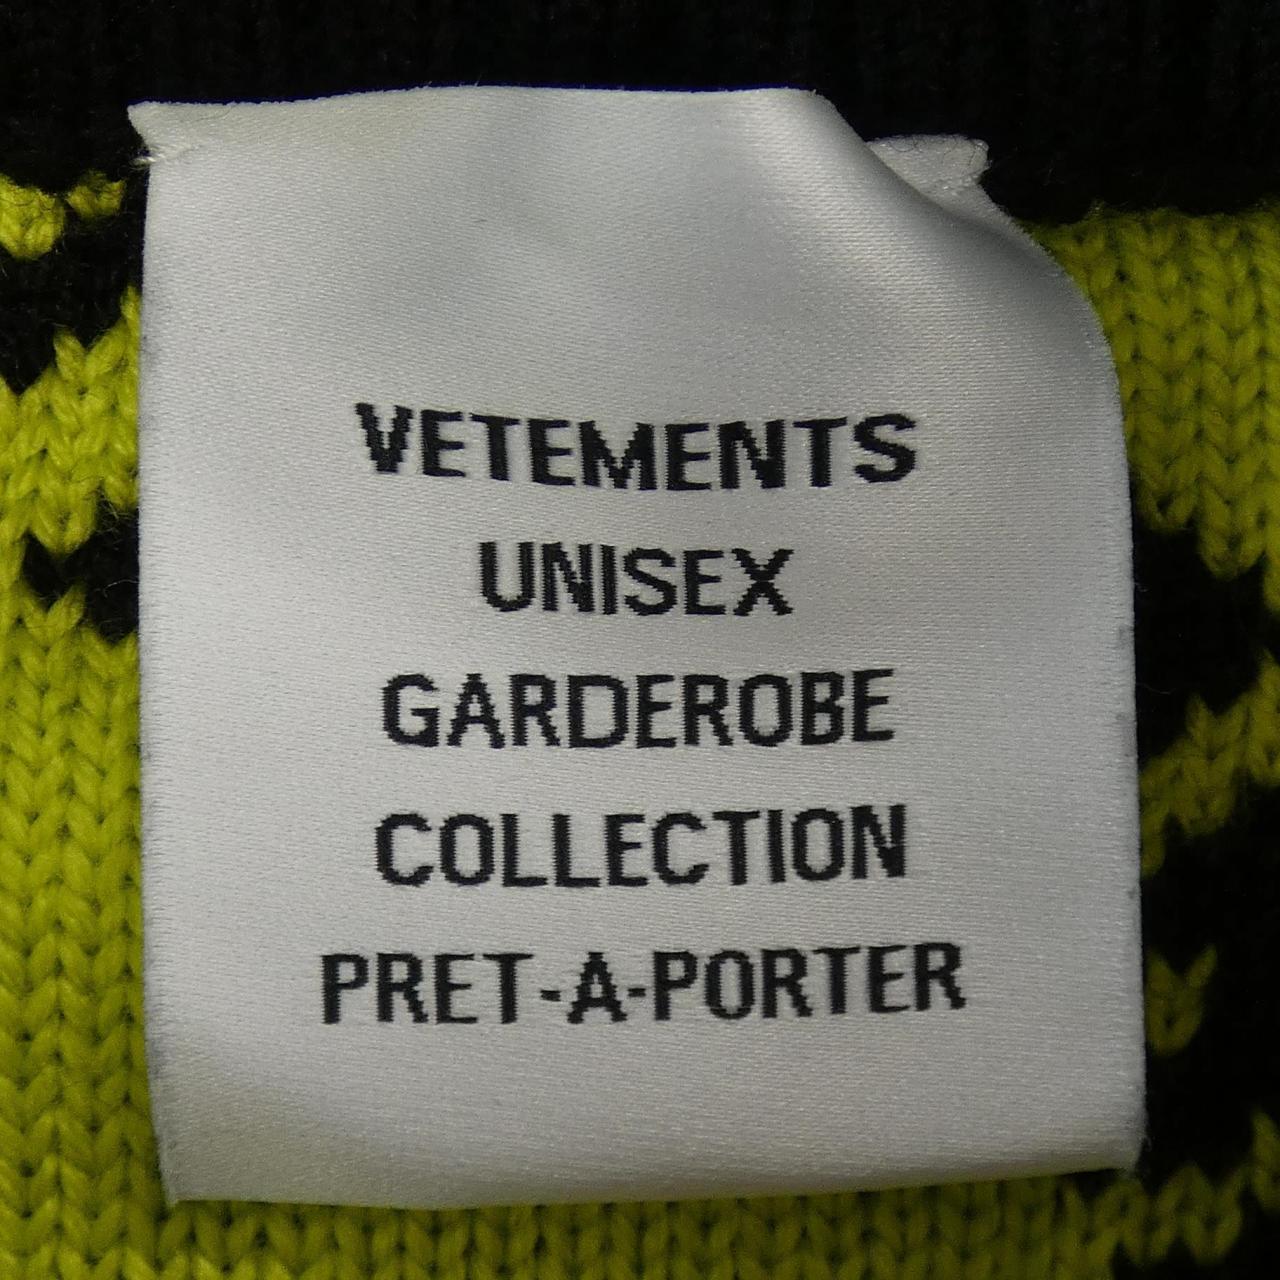 VETEMENTS
UNISEX
GARDEROBE
COLLECTION
PRET-A-PORTER